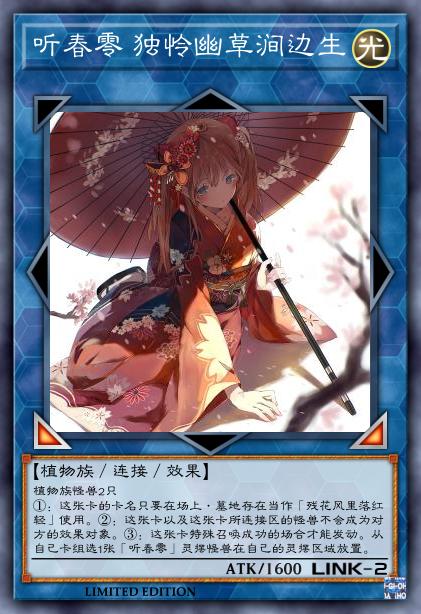 听春零 独怜幽草涧边生 光
【植物族／连接／效果】
植物族怪兽2只
①：这张卡的卡名只要在场上·墓地存在当作「残花风里落红
轻」使用。②：这张卡以及这张卡所连接区的怪兽不会成为对
方的效果对象。③：这张卡特殊召唤成功的场合才能发动。从
自己卡组选1张「听春零」灵摆怪兽在自己的灵摆区域放置。
ATK/1600 LINK-2
LIMITED EDITION